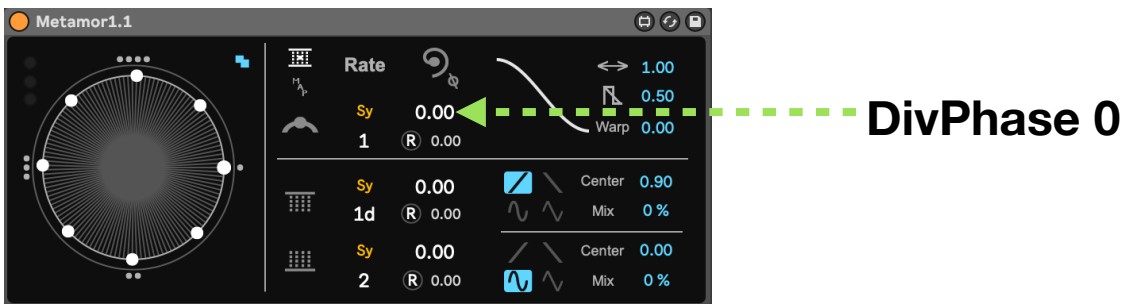 Metamor1.1
Rate
1.00
MAP
0.50
Sy 0.00
DivPhase 0
Warp 0.00
1 R 0.00
Sy 0.00 Center 0.90
1d R 0.00 Mix 0 %
Sy 0.00 Center 0.00
2 R 0.00 Mix 0 %